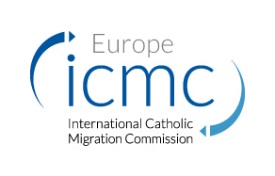 Europe
icmc
International Catholic
Migration Commission